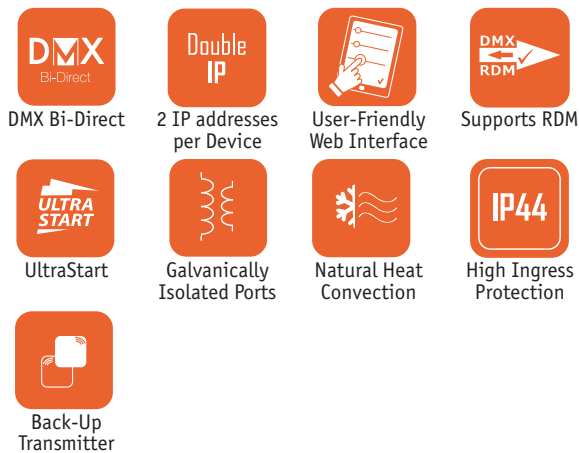 DMX
Bi-Direct
DMX Bi-Direct
Double
IP
2 IP addresses
per Device
User-Friendly
Web Interface
DMX
RDM
Supports RDM
ULTRA
START
UltraStart
Galvanically
Isolated Ports
Natural Heat
Convection
IP44
High Ingress
Protection
Back-Up
Transmitter